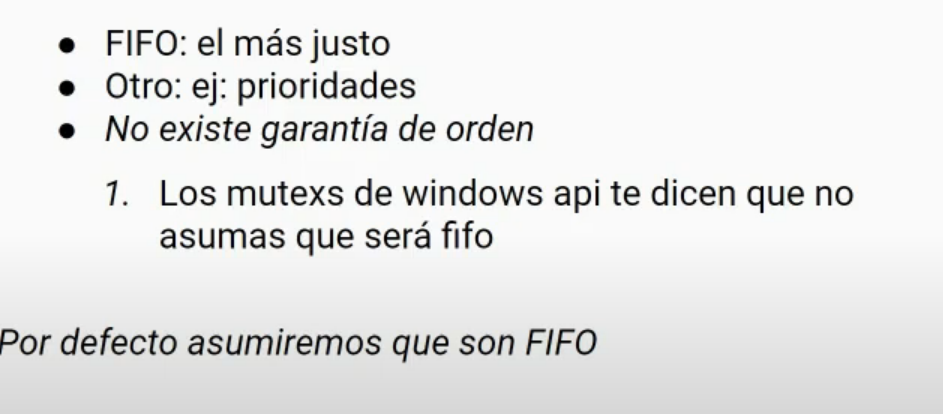 ● FIFO: el más justo
● Otro: ej: prioridades
● No existe garantía de orden
1. Los mutexs de windows api te dicen que no
asumas que será fifo
Por defecto asumiremos que son FIFO